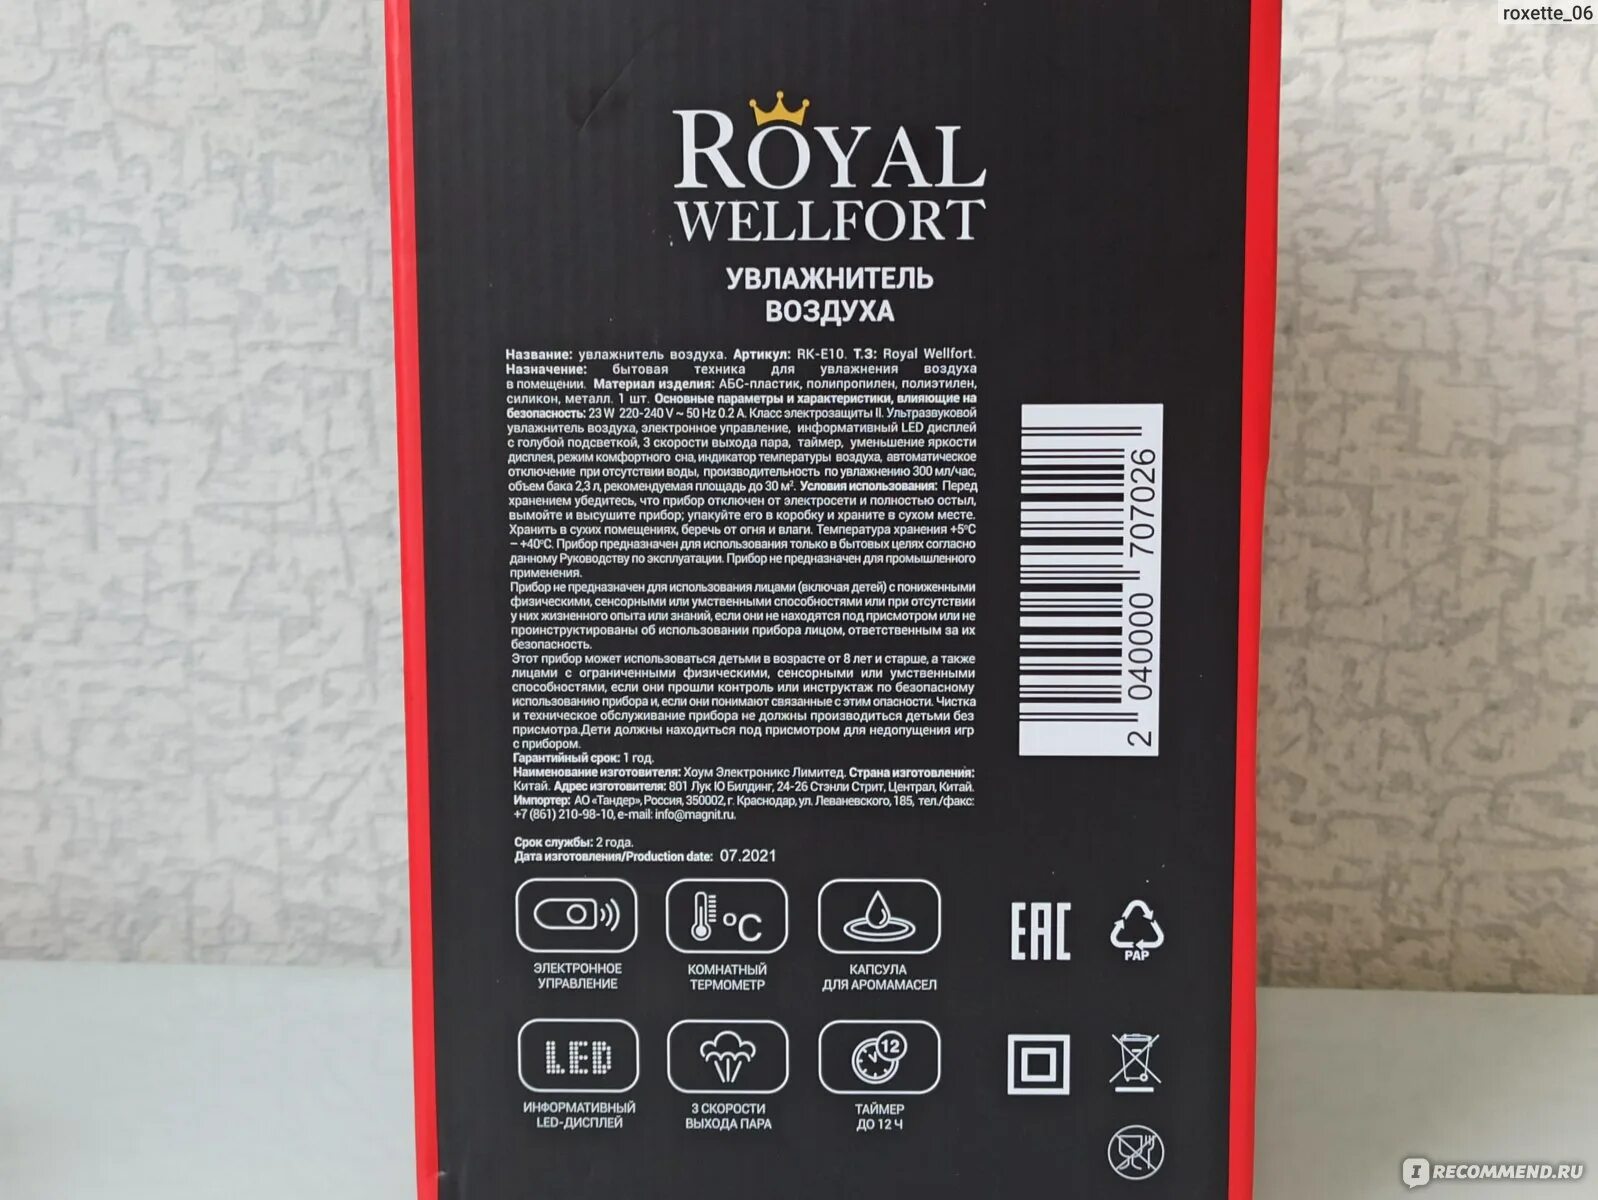 roxette_06
ROYAL
WELLFORT
УВЛАЖНИТЕЛЬ
ВОЗДУХА
Название: увлажнитель воздуха. Артикул: RK-E10. Т.З: Royal Wellfort.
Назначение: бытовая техника для увлажнения воздуха
в помещении. Материал изделия: АБС-пластик, полипропилен, полиэтилен,
силикон, металл. 1 шт. Основные параметры и характеристики, влияющие на
безопасность: 23 W 220-240 V ~ 50 Hz 0.2 A. Класс электрозащиты II. Ультразвуковой
увлажнитель воздуха, электронное управление, информативный LED дисплей
с голубой подсветкой, 3 скорости выхода пара, таймер, уменьшение яркости
дисплея, режим комфортного сна, индикатор температуры воздуха, автоматическое
отключение при отсутствии воды, производительность по увлажнению 300 мл/час,
объем бака 2,3 л, рекомендуемая площадь до 30 м². Условия использования: Перед
хранением убедитесь, что прибор отключен от электросети и полностью остыл,
вымойте и высушите прибор; упакуйте его в коробку и храните в сухом месте.
Хранить в сухих помещениях, беречь от огня и влаги. Температура хранения +5°С
– +40°С. Прибор предназначен для использования только в бытовых целях согласно
данному Руководству по эксплуатации. Прибор не предназначен для промышленного
применения.
Прибор не предназначен для использования лицами (включая детей) с пониженными
физическими, сенсорными или умственными способностями или при отсутствии
у них жизненного опыта или знаний, если они не находятся под присмотром или не
проинструктированы об использовании прибора лицом, ответственным за их
безопасность.
Этот прибор может использоваться детьми в возрасте от 8 лет и старше, а также
лицами с ограниченными физическими, сенсорными или умственными
способностями, если они прошли контроль или инструктаж по безопасному
использованию прибора и, если они понимают связанные с этим опасности. Чистка
и техническое обслуживание прибора не должны производиться детьми без
присмотра.Дети должны находиться под присмотром для недопущения игр
с прибором.
Гарантийный срок: 1 год.
Наименование изготовителя: Хоум Электроникс Лимитед. Страна изготовления:
Китай. Адрес изготовителя: 801 Лук Ю Билдинг, 24-26 Стэнли Стрит, Централ, Китай.
Импортер: АО «Тандер», Россия, 350002, г. Краснодар, ул. Леваневского, 185, тел./факс:
+7 (861) 210-98-10, e-mail: info@magnit.ru.
Срок службы: 2 года.
Дата изготовления/Production date: 07.2021
2 040000 707026
°C
ЭЛЕКТРОННОЕ
УПРАВЛЕНИЕ
КОМНАТНЫЙ
ТЕРМОМЕТР
КАПСУЛА
ДЛЯ АРОМАМАСЕЛ
EAC
PAP
LED
12
ИНФОРМАТИВНЫЙ
LED-ДИСПЛЕЙ
3 СКОРОСТИ
ВЫХОДА ПАРА
ТАЙМЕР
ДО 12 Ч
IRECOMMEND.RU